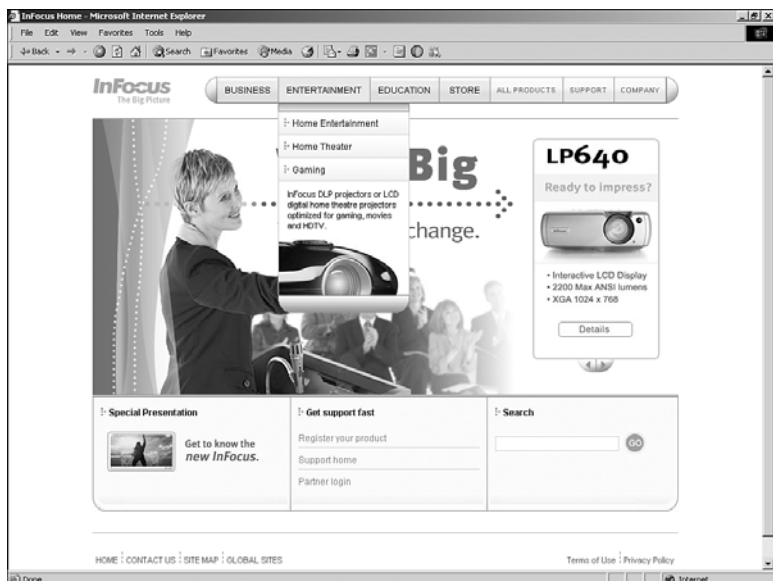 InFocus Home - Microsoft Internet Explorer
File Edit View Favorites Tools Help
Back Search Favorites Media
InFocus
The Big Picture
BUSINESS ENTERTAINMENT EDUCATION STORE ALL PRODUCTS SUPPORT COMPANY
Home Entertainment
Home Theater
Gaming
InFocus DLP projectors or LCD
digital home theatre projectors
optimized for gaming, movies
and HDTV.
Big
change.
LP640
Ready to impress?
• Interactive LCD Display
• 2200 Max ANSI lumens
• XGA 1024 x 768
Details
Special Presentation
Get to know the
new InFocus.
Get support fast
Register your product
Support home
Partner login
Search
GO
HOME CONTACT US SITE MAP GLOBAL SITES
Terms of Use Privacy Policy
Done Internet